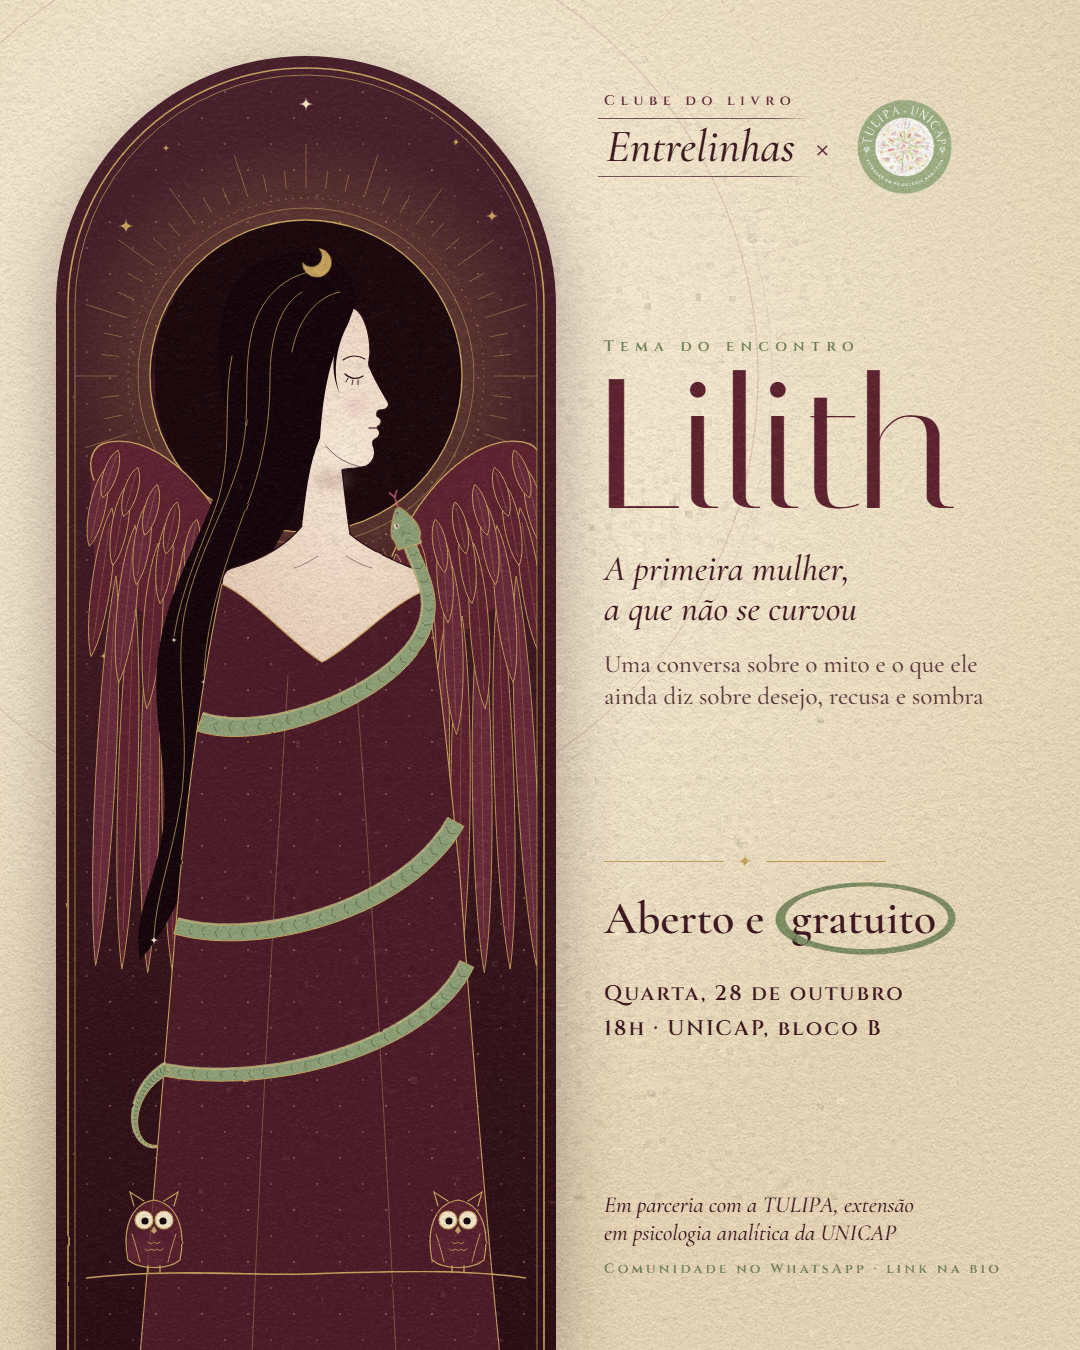 Clube do livro
Entrelinhas ×
TULIPA · UNICAP
Tema do encontro
Lilith
A primeira mulher,
a que não se curvou
Uma conversa sobre o mito e o que ele
ainda diz sobre desejo, recusa e sombra
Aberto e gratuito
Quarta, 28 de outubro
18h · UNICAP, bloco B
Em parceria com a TULIPA, extensão
em psicologia analítica da UNICAP
Comunidade no WhatsApp · link na bio